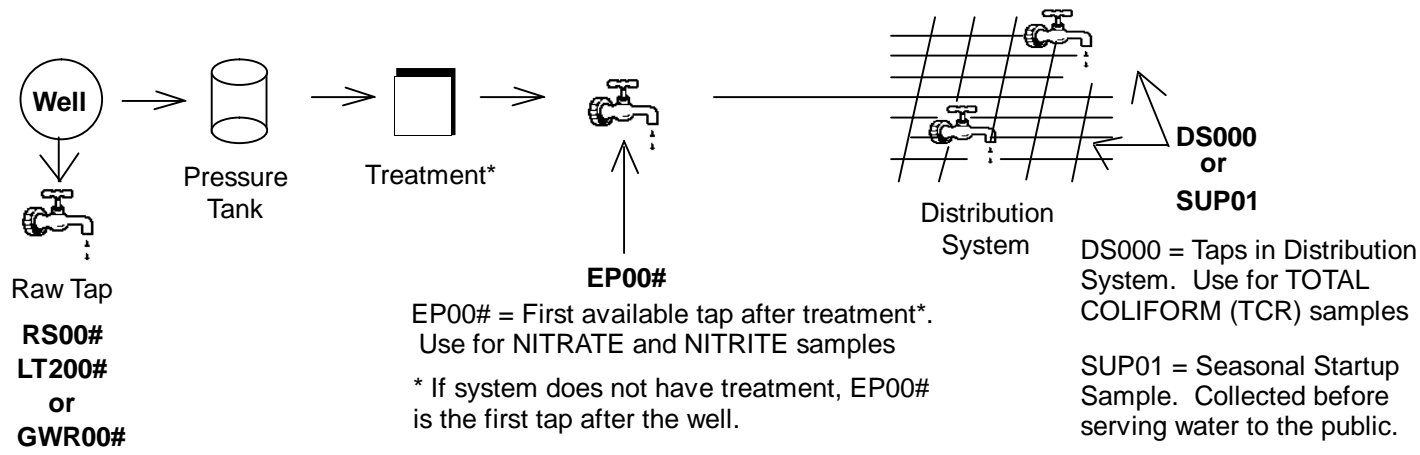 Well
Pressure
Tank
Treatment*
Raw Tap
RS00#
LT200#
or
GWR00#
EP00#
EP00# = First available tap after treatment*.
Use for NITRATE and NITRITE samples
* If system does not have treatment, EP00#
is the first tap after the well.
Distribution
System
DS000
or
SUP01
DS000 = Taps in Distribution
System. Use for TOTAL
COLIFORM (TCR) samples
SUP01 = Seasonal Startup
Sample. Collected before
serving water to the public.